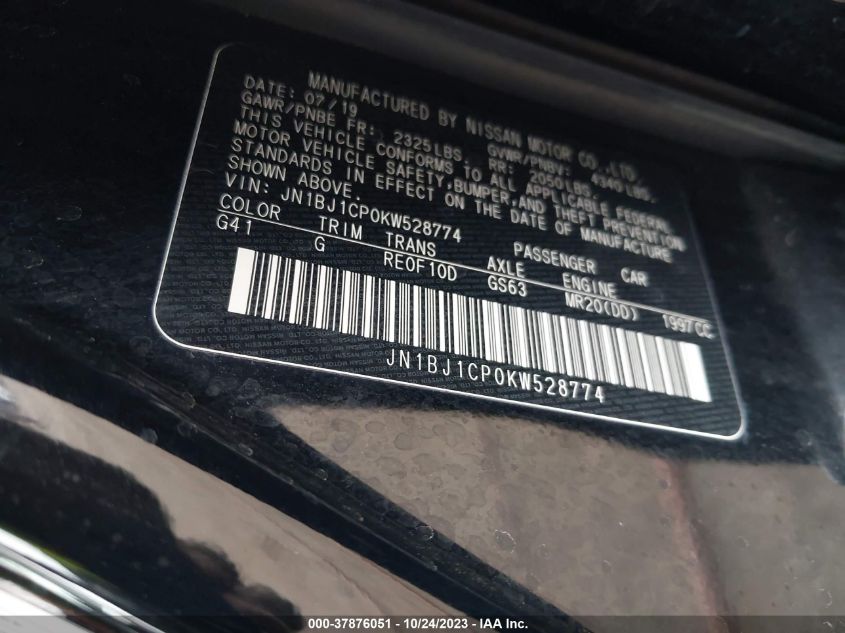 MANUFACTURED BY NISSAN MOTOR CO.,LTD.
DATE: 07/19 GVWR/PNBV: 4340 LBS.
GAWR/PNBE FR: 2325LBS. RR: 2050LBS.
THIS VEHICLE CONFORMS TO ALL APPLICABLE FEDERAL
MOTOR VEHICLE SAFETY,BUMPER,AND THEFT PREVENTION
STANDARDS IN EFFECT ON THE DATE OF MANUFACTURE
SHOWN ABOVE.
VIN: JN1BJ1CP0KW528774 PASSENGER CAR
COLOR TRIM TRANS AXLE ENGINE
G41 G RE0F10D GS63 MR20(DD) 1997CC
JN1BJ1CP0KW528774
000-37876051 - 10/24/2023 - IAA Inc.